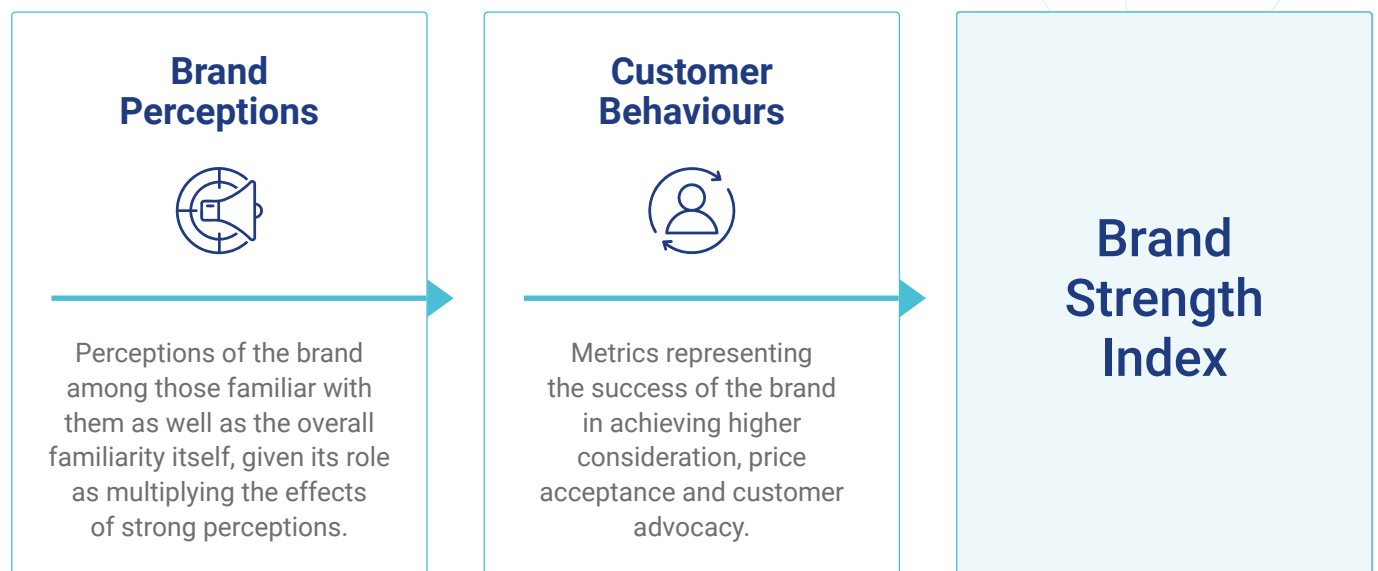 Brand
Perceptions
Perceptions of the brand
among those familiar with
them as well as the overall
familiarity itself, given its role
as multiplying the effects
of strong perceptions.
Customer
Behaviours
Metrics representing
the success of the brand
in achieving higher
consideration, price
acceptance and customer
advocacy.
Brand
Strength
Index